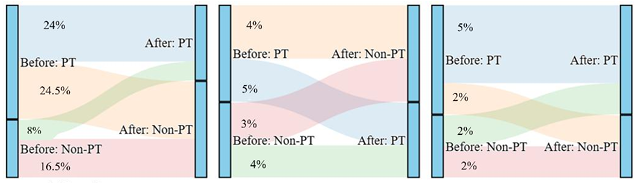 24%
After: PT
Before: PT
24.5%
8%
After: Non-PT
Before: Non-PT
16.5%
4%
Before: PT
After: Non-PT
5%
3%
Before: Non-PT
After: PT
4%
5%
Before: PT
After: PT
2%
2%
Before: Non-PT
After: Non-PT
2%